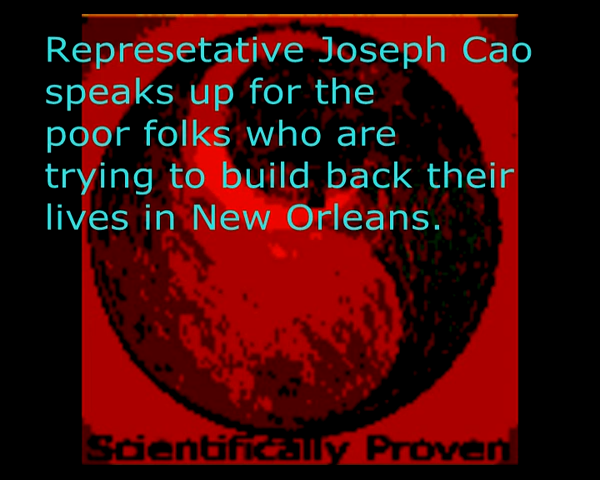 Represetative Joseph Cao
speaks up for the
poor folks who are
trying to build back their
lives in New Orleans.
Scientifically Proven